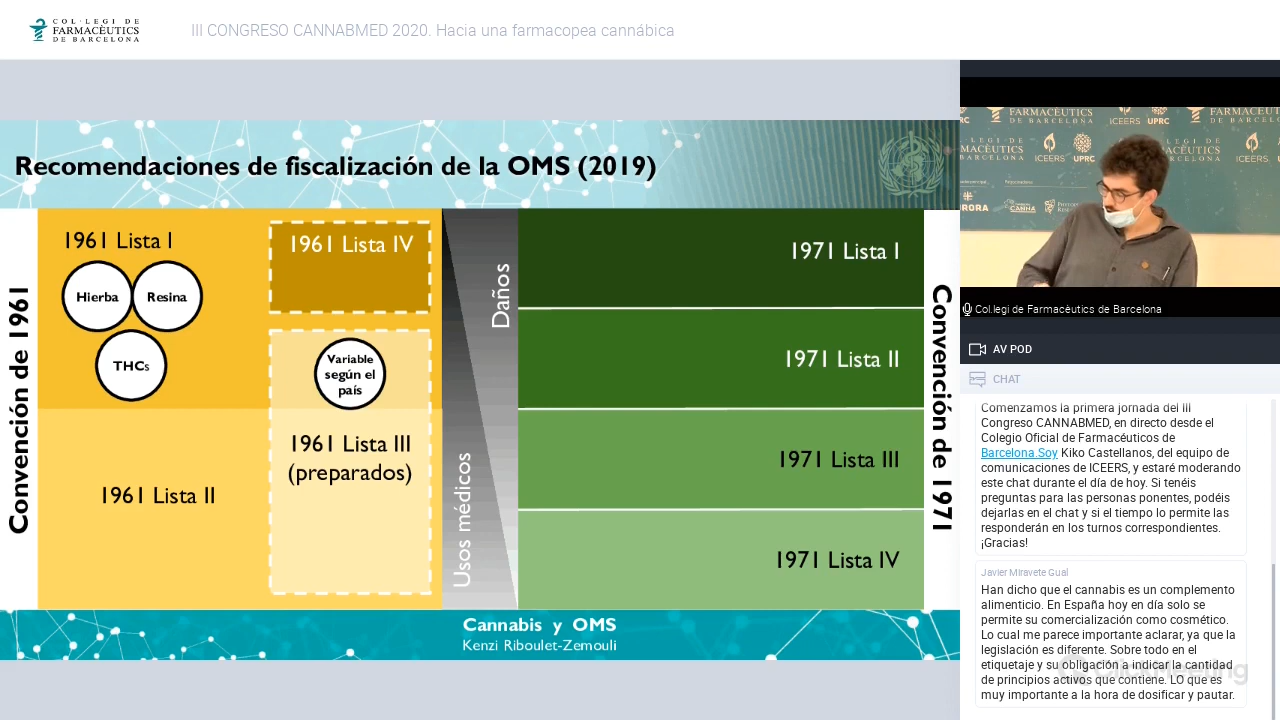 COL·LEGI DE
FARMACÈUTICS
DE BARCELONA
III CONGRESO CANNABMED 2020. Hacia una farmacopea cannábica
Recomendaciones de fiscalización de la OMS (2019)
Convención de 1961
1961 Lista I
Hierba
Resina
THCs
1961 Lista II
1961 Lista IV
Variable
según el
país
1961 Lista III
(preparados)
Daños
Usos médicos
1971 Lista I
1971 Lista II
1971 Lista III
1971 Lista IV
Convención de 1971
Cannabis y OMS
Kenzi Riboulet-Zemouli
FARMACÈUTICS
DE BARCELONA
ICEERS
UPRC
ICEERS
UPRC
ICEERS
Col.legi de Farmacèutics de Barcelona
AV POD
CHAT
Comenzamos la primera jornada del III
Congreso CANNABMED, en directo desde el
Colegio Oficial de Farmacéuticos de
Barcelona.Soy Kiko Castellanos, del equipo de
comunicaciones de ICEERS, y estaré moderando
este chat durante el día de hoy. Si tenéis
preguntas para las personas ponentes, podéis
dejarlas en el chat y si el tiempo lo permite las
responderán en los turnos correspondientes.
¡Gracias!
Javier Miravete Gual
Han dicho que el cannabis es un complemento
alimenticio. En España hoy en día solo se
permite su comercialización como cosmético.
Lo cual me parece importante aclarar, yá que la
legislación es diferente. Sobre todo en el
etiquetaje y su obligación a indicar la cantidad
de principios activos que contiene. LO que es
muy importante a la hora de dosificar y pautar.
ClickMeeting